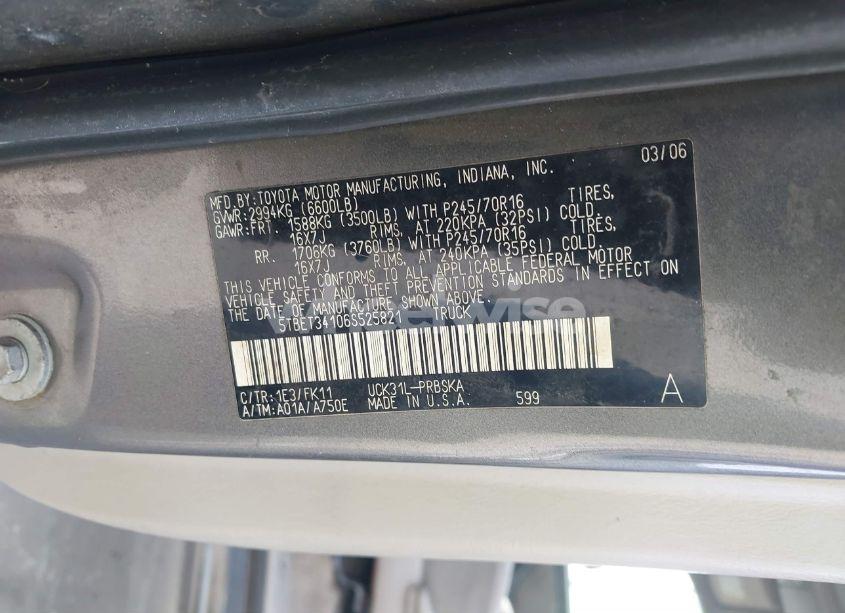 MFD.BY:TOYOTA MOTOR MANUFACTURING, INDIANA, INC. 03/06
GVWR:2994KG (6600LB)
GAWR:FRT. 1588KG (3500LB) WITH P245/70R16 TIRES,
16X7J RIMS, AT 220KPA (32PSI) COLD.
RR. 1706KG (3760LB) WITH P245/70R16 TIRES,
16X7J RIMS, AT 240KPA (35PSI) COLD.
THIS VEHICLE CONFORMS TO ALL APPLICABLE FEDERAL MOTOR
VEHICLE SAFETY AND THEFT PREVENTION STANDARDS IN EFFECT ON
THE DATE OF MANUFACTURE SHOWN ABOVE.
5TBET34106S525821 TRUCK
C/TR:1E3/FK11 UCK31L-PRBSKA
A/TM:A01A/A750E MADE IN U.S.A. 599 A